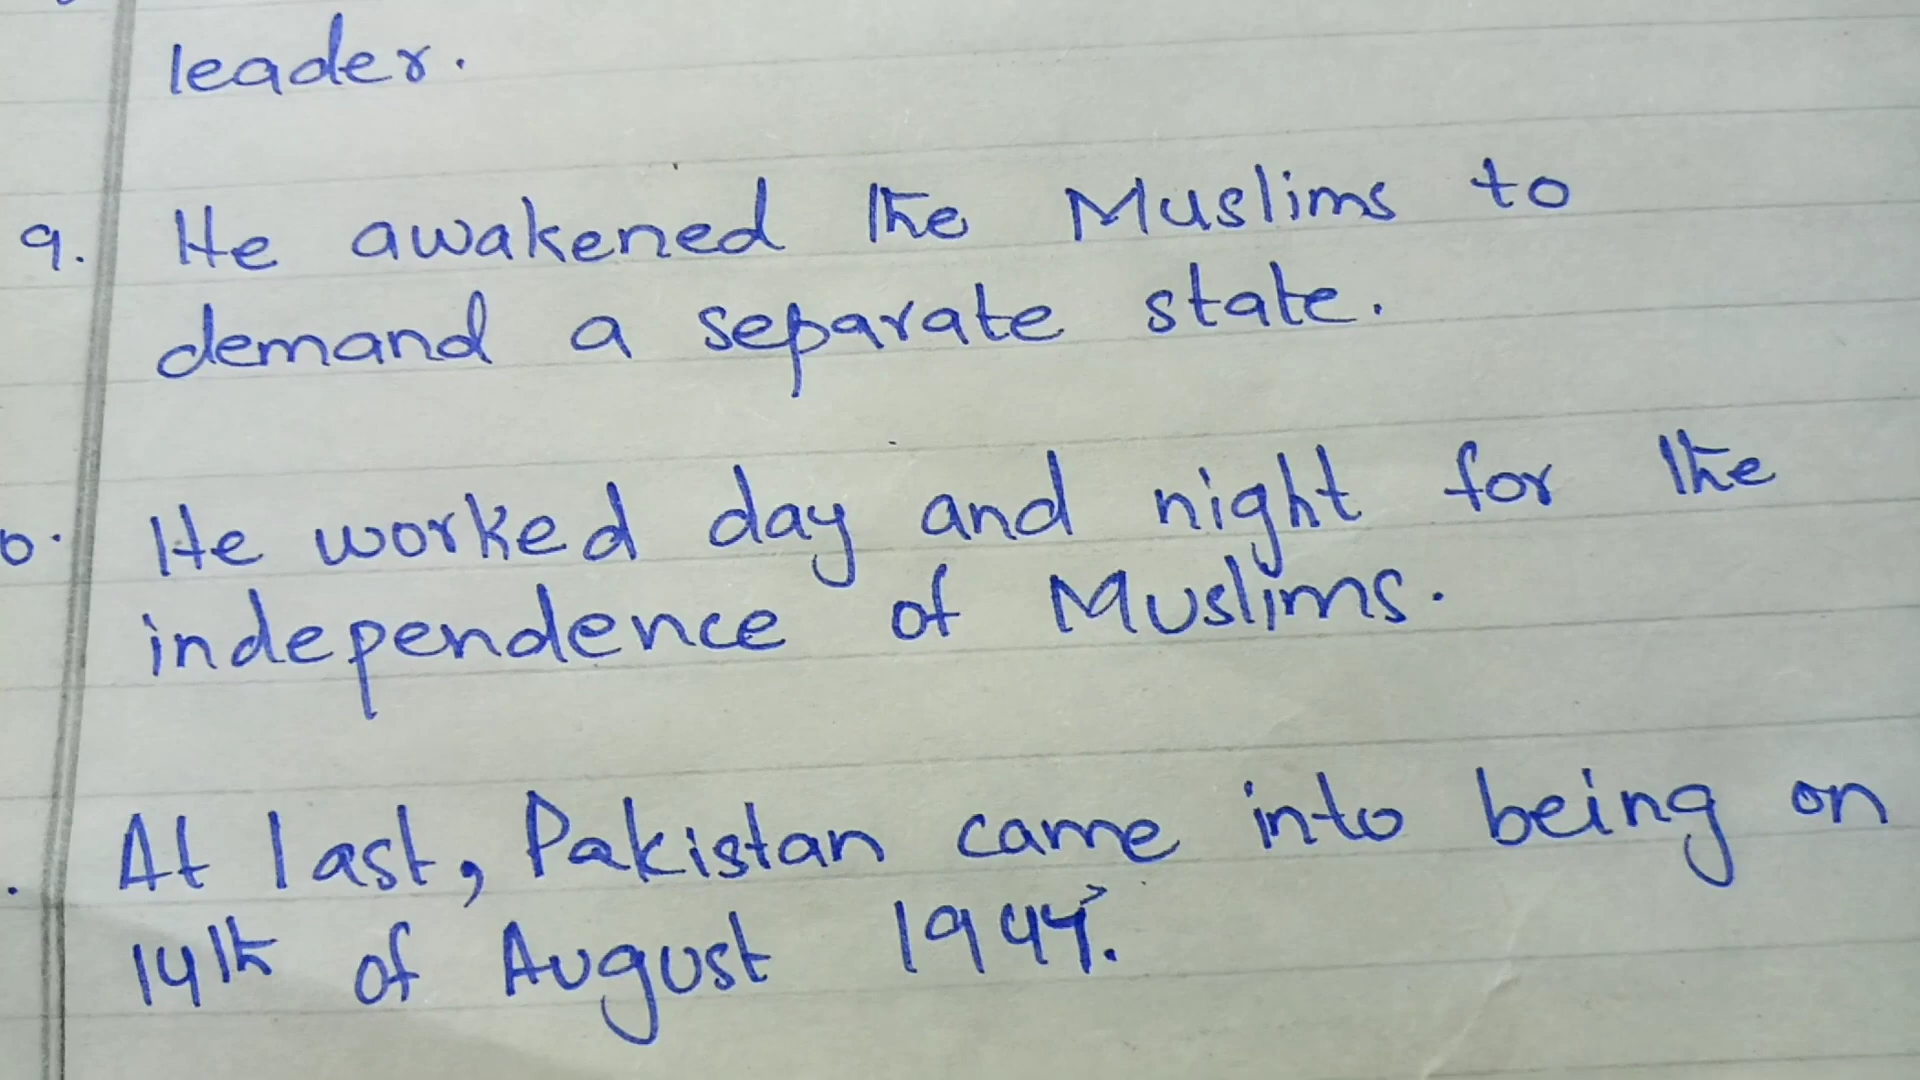 leader.
9. He awakened the Muslims to
demand a separate state.
0. He worked day and night for the
independence of Muslims.
. At last, Pakistan came into being on
14th of August 1947.